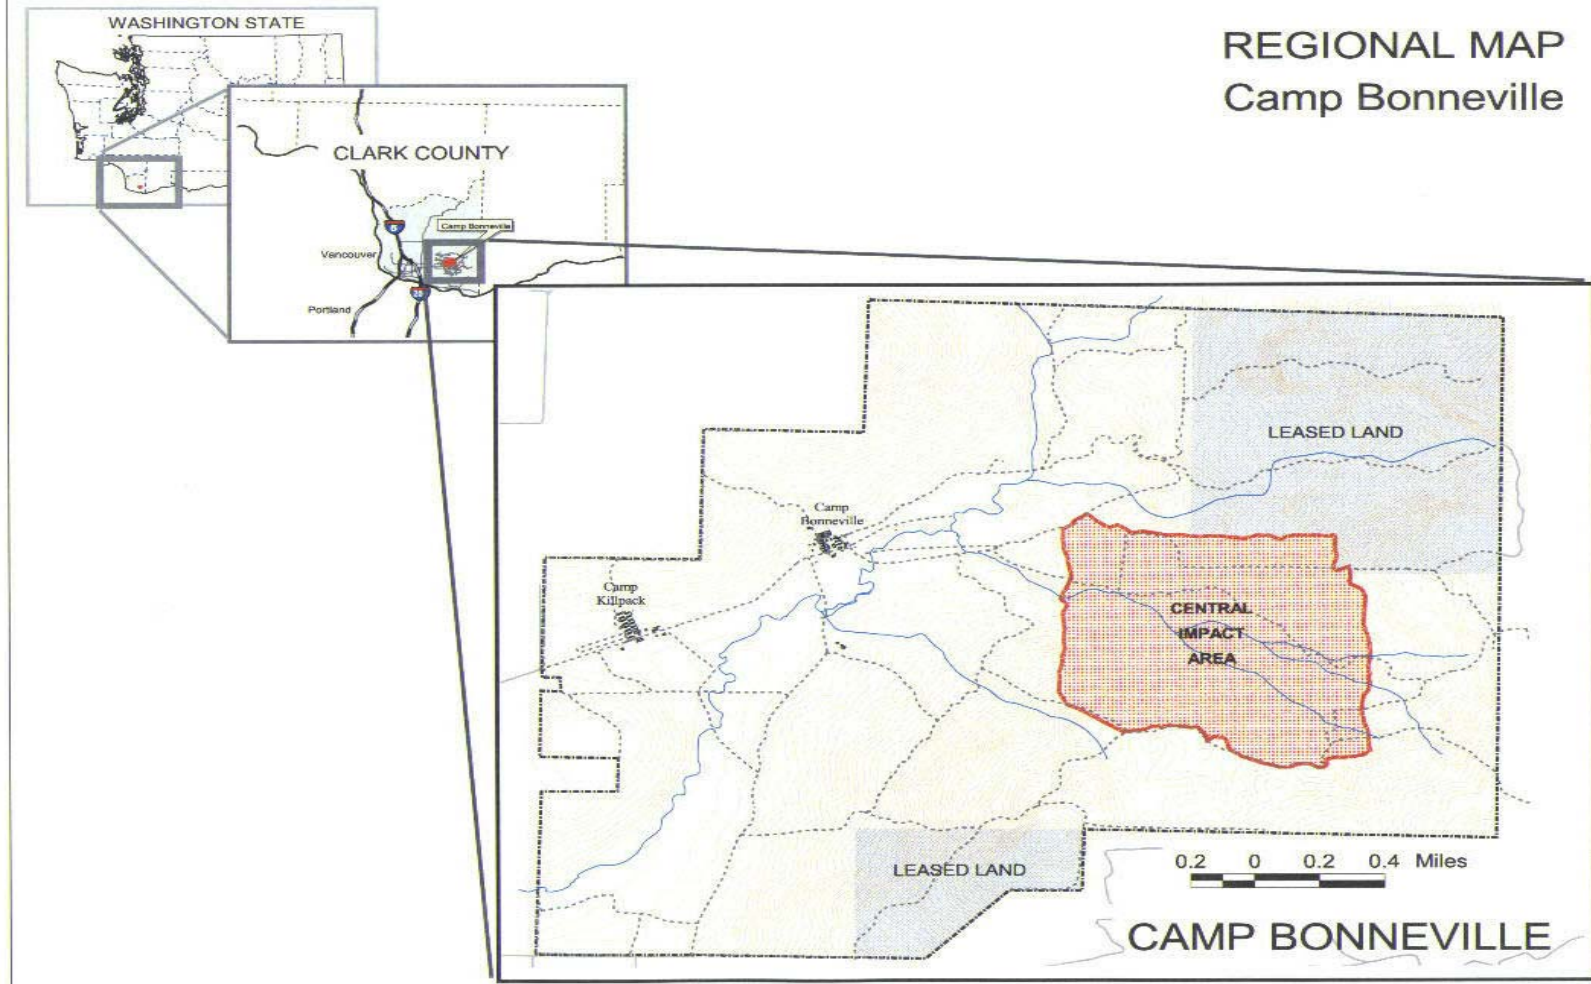 WASHINGTON STATE
REGIONAL MAP
Camp Bonneville
CLARK COUNTY
5
Camp Bonneville
Vancouver
Portland
LEASED LAND
Camp
Bonneville
Camp
Killpack
CENTRAL
IMPACT
AREA
LEASED LAND
0.2 0 0.2 0.4 Miles
CAMP BONNEVILLE